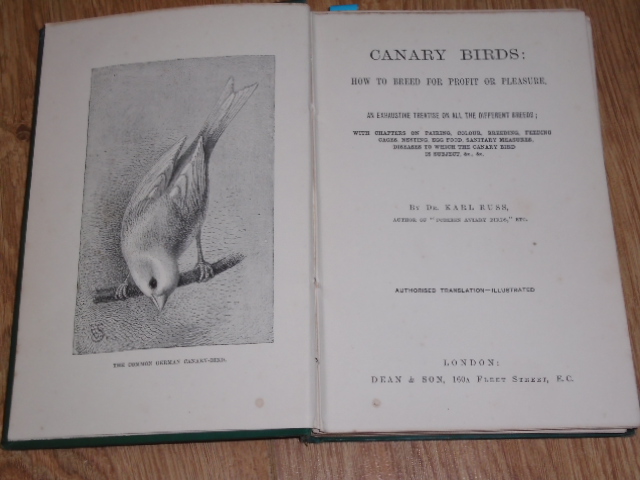 THE COMMON GERMAN CANARY-BIRD.
CANARY BIRDS:
HOW TO BREED FOR PROFIT OR PLEASURE.
AN EXHAUSTIVE TREATISE ON ALL THE DIFFERENT BREEDS;
WITH CHAPTERS ON PAIRING, COLOUR, BREEDING, FEEDING
CAGES, NESTING, EGG FOOD, SANITARY MEASURES,
DISEASES TO WHICH THE CANARY BIRD
IS SUBJECT, &c., &c.
BY DR. KARL RUSS,
AUTHOR OF "FOREIGN AVIARY BIRDS," ETC.
AUTHORISED TRANSLATION—ILLUSTRATED
LONDON:
DEAN & SON, 160A FLEET STREET, E.C.